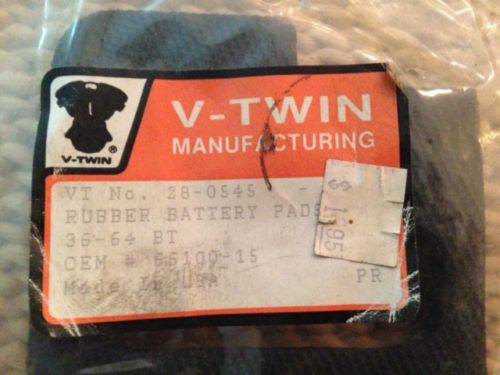 V-TWIN
MANUFACTURING
V-TWIN ®
VT No. 28-0545 -
RUBBER BATTERY PADS
36-64 BT
OEM # 66100-15
Made In USA
PR
$ 1.95